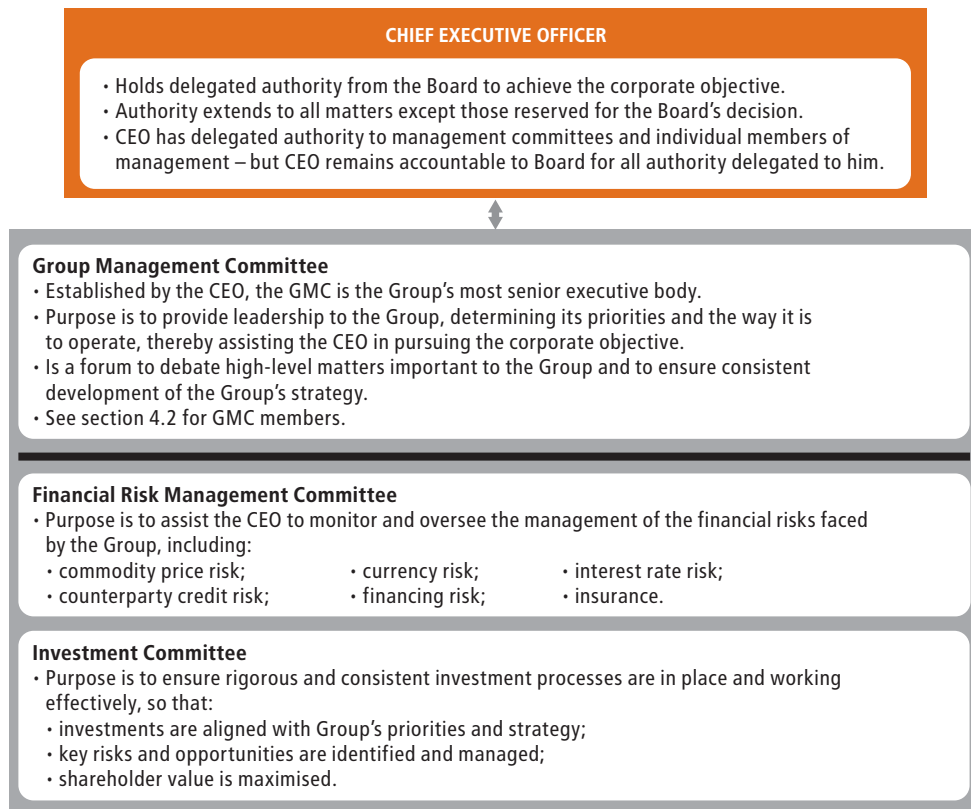 CHIEF EXECUTIVE OFFICER
· Holds delegated authority from the Board to achieve the corporate objective.
· Authority extends to all matters except those reserved for the Board’s decision.
· CEO has delegated authority to management committees and individual members of
management – but CEO remains accountable to Board for all authority delegated to him.
Group Management Committee
· Established by the CEO, the GMC is the Group’s most senior executive body.
· Purpose is to provide leadership to the Group, determining its priorities and the way it is
to operate, thereby assisting the CEO in pursuing the corporate objective.
· Is a forum to debate high-level matters important to the Group and to ensure consistent
development of the Group’s strategy.
· See section 4.2 for GMC members.
Financial Risk Management Committee
· Purpose is to assist the CEO to monitor and oversee the management of the financial risks faced
by the Group, including:
· commodity price risk; · currency risk; · interest rate risk;
· counterparty credit risk; · financing risk; · insurance.
Investment Committee
· Purpose is to ensure rigorous and consistent investment processes are in place and working
effectively, so that:
· investments are aligned with Group’s priorities and strategy;
· key risks and opportunities are identified and managed;
· shareholder value is maximised.